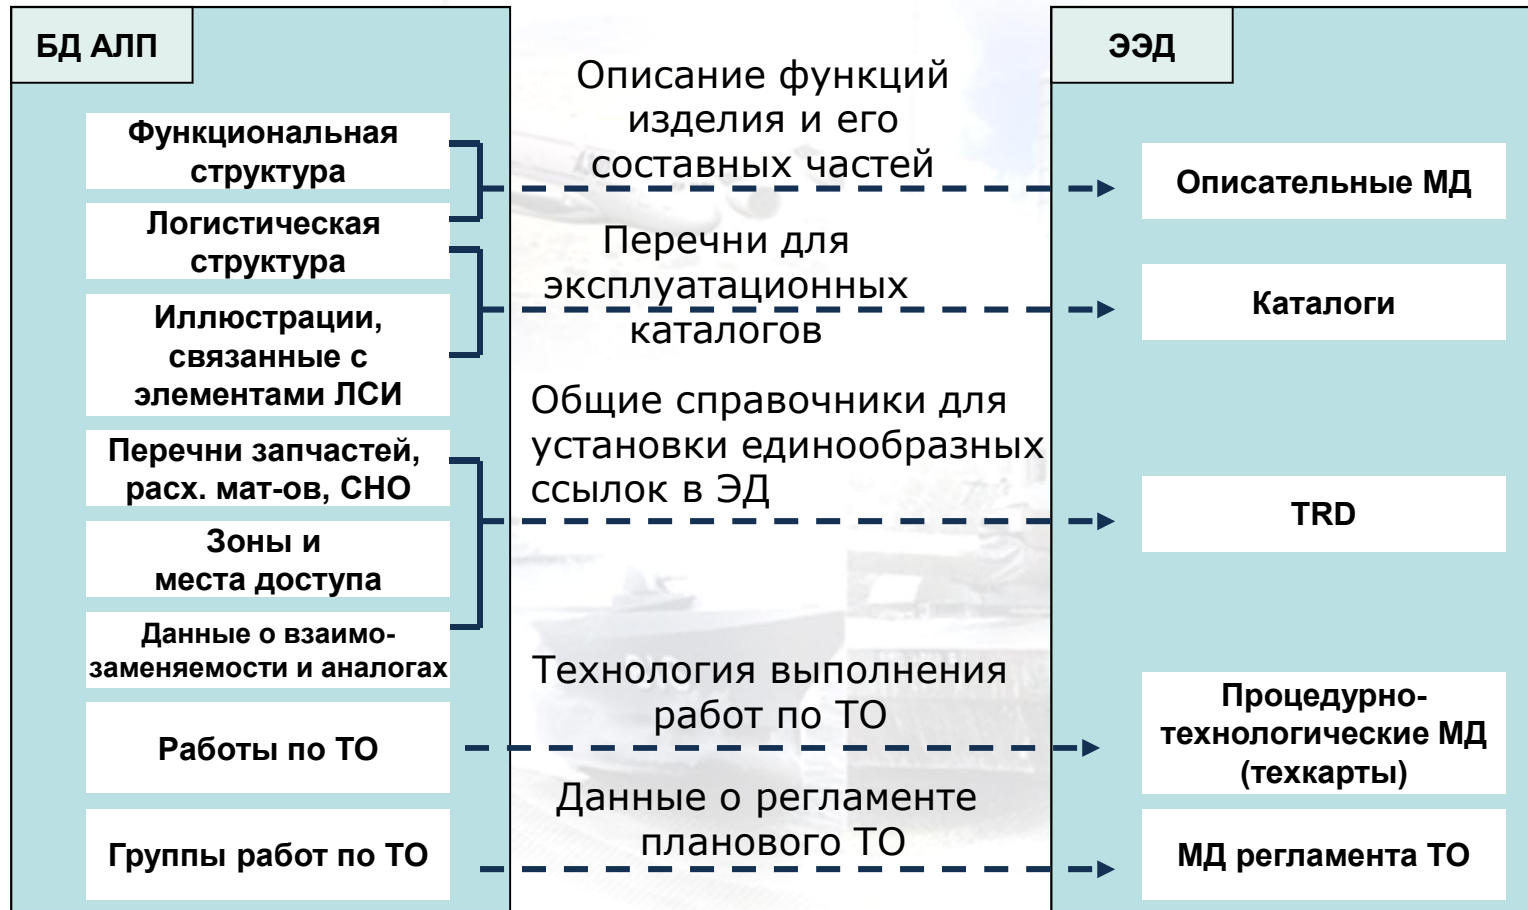 БД АЛП
Функциональная
структура
Логистическая
структура
Иллюстрации,
связанные с
элементами ЛСИ
Перечни запчастей,
расх. мат-ов, СНО
Зоны и
места доступа
Данные о взаимо-
заменяемости и аналогах
Работы по ТО
Группы работ по ТО
Описание функций
изделия и его
составных частей
Перечни для
эксплуатационных
каталогов
Общие справочники для
установки единообразных
ссылок в ЭД
Технология выполнения
работ по ТО
Данные о регламенте
планового ТО
ЭЭД
Описательные МД
Каталоги
TRD
Процедурно-
технологические МД
(техкарты)
МД регламента ТО